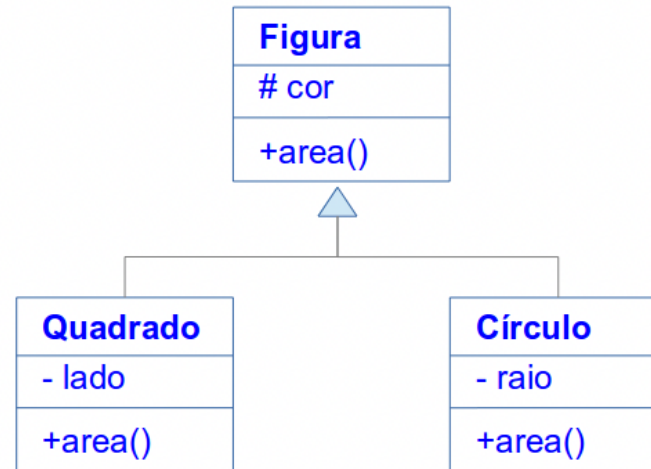 Figura
# cor
+area()
Quadrado
- lado
+area()
Círculo
- raio
+area()